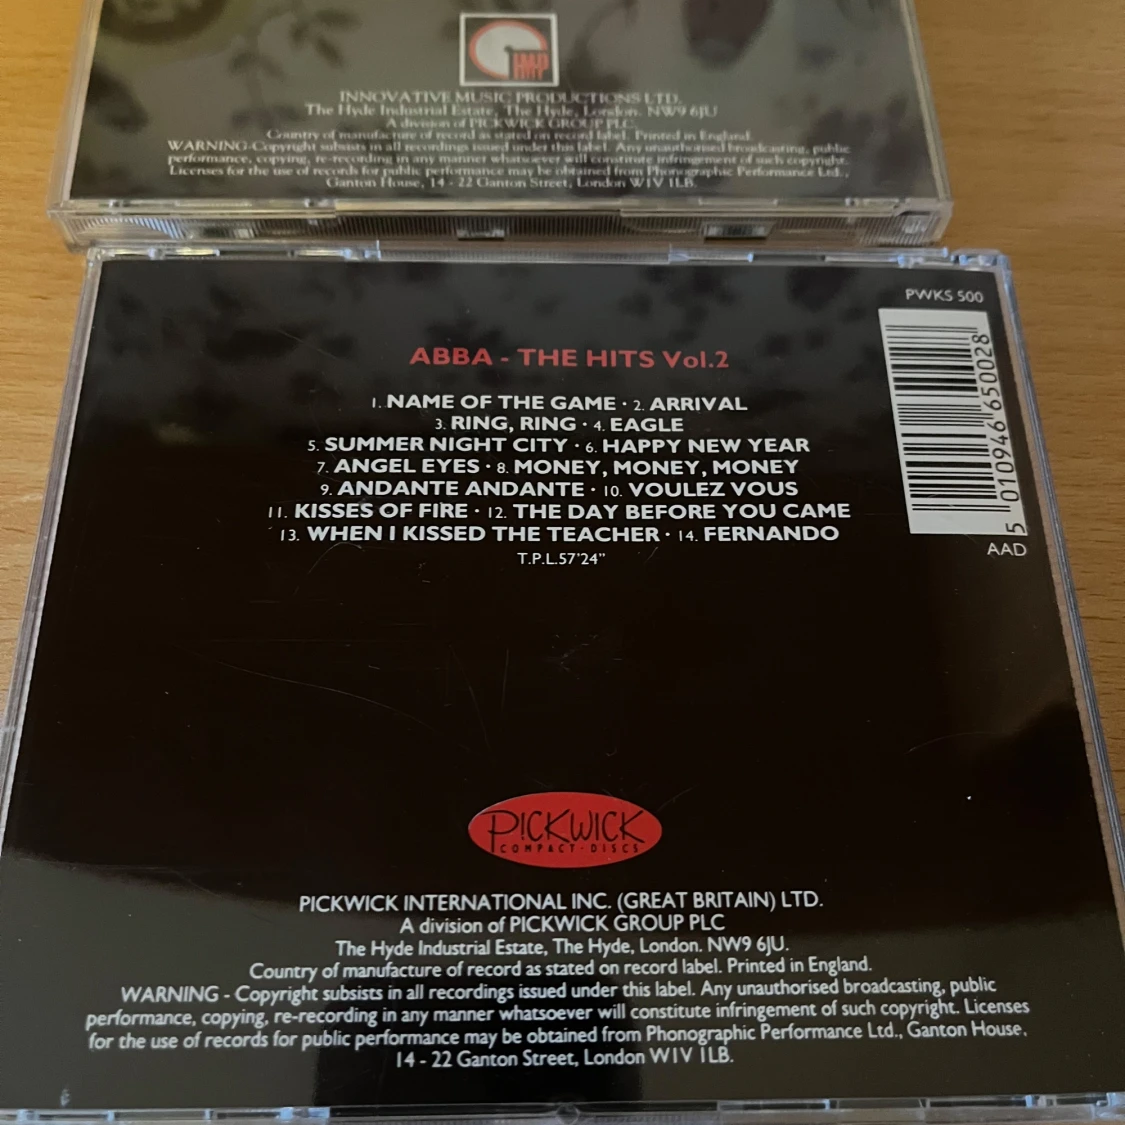 IMP
INNOVATIVE MUSIC PRODUCTIONS LTD.
The Hyde Industrial Estate, The Hyde, London. NW9 6JU
A division of PICKWICK GROUP PLC.
Country of manufacture of record as stated on record label. Printed in England.
WARNING-Copyright subsists in all recordings issued under this label. Any unauthorised broadcasting, public
performance, copying, re-recording in any manner whatsoever will constitute infringement of such copyright.
Licenses for the use of records for public performance may be obtained from Phonographic Performance Ltd.,
Ganton House, 14 - 22 Ganton Street, London W1V 1LB.
PWKS 500
5 010946 650028
AAD
ABBA - THE HITS Vol.2
1. NAME OF THE GAME · 2. ARRIVAL
3. RING, RING · 4. EAGLE
5. SUMMER NIGHT CITY · 6. HAPPY NEW YEAR
7. ANGEL EYES · 8. MONEY, MONEY, MONEY
9. ANDANTE ANDANTE · 10. VOULEZ VOUS
11. KISSES OF FIRE · 12. THE DAY BEFORE YOU CAME
13. WHEN I KISSED THE TEACHER · 14. FERNANDO
T.P.L.57'24"
PICKWICK
COMPACT·DISCS
PICKWICK INTERNATIONAL INC. (GREAT BRITAIN) LTD.
A division of PICKWICK GROUP PLC
The Hyde Industrial Estate, The Hyde, London. NW9 6JU.
Country of manufacture of record as stated on record label. Printed in England.
WARNING - Copyright subsists in all recordings issued under this label. Any unauthorised broadcasting, public
performance, copying, re-recording in any manner whatsoever will constitute infringement of such copyright. Licenses
for the use of records for public performance may be obtained from Phonographic Performance Ltd., Ganton House,
14 - 22 Ganton Street, London W1V 1LB.